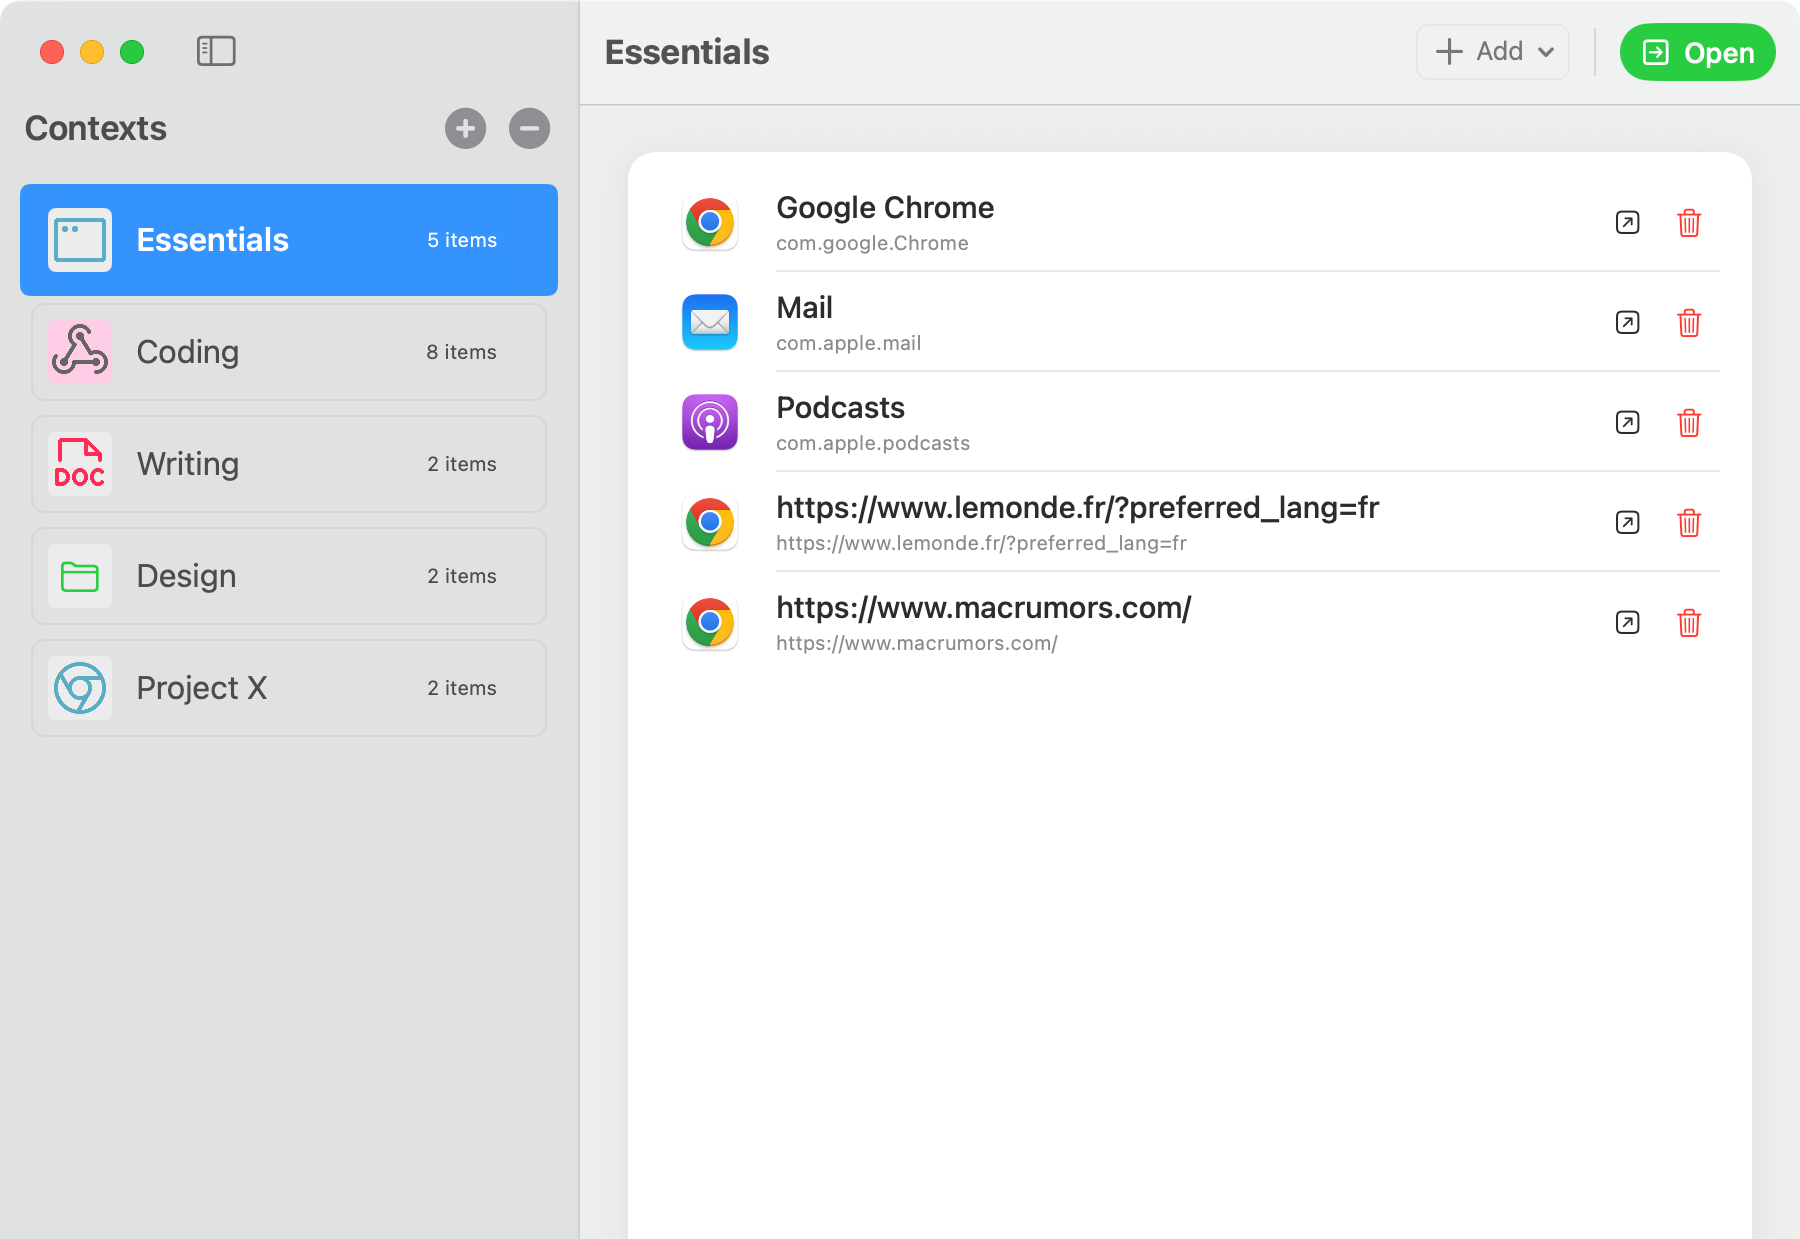 Contexts
Essentials
5 items
Coding
8 items
DOC
Writing
2 items
Design
2 items
Project X
2 items
Essentials
Add
Open
Google Chrome
com.google.Chrome
Mail
com.apple.mail
Podcasts
com.apple.podcasts
https://www.lemonde.fr/?preferred_lang=fr
https://www.lemonde.fr/?preferred_lang=fr
https://www.macrumors.com/
https://www.macrumors.com/